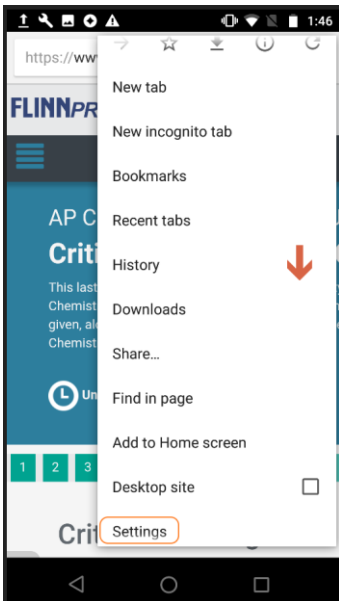 1:46
https://www
New tab
FLINNPR
New incognito tab
Bookmarks
AP C
Recent tabs
Criti
History
This last
Chemist
Downloads
given, al
Chemist
Share...
Un
Find in page
Add to Home screen
1 2 3
Desktop site
Crit
Settings